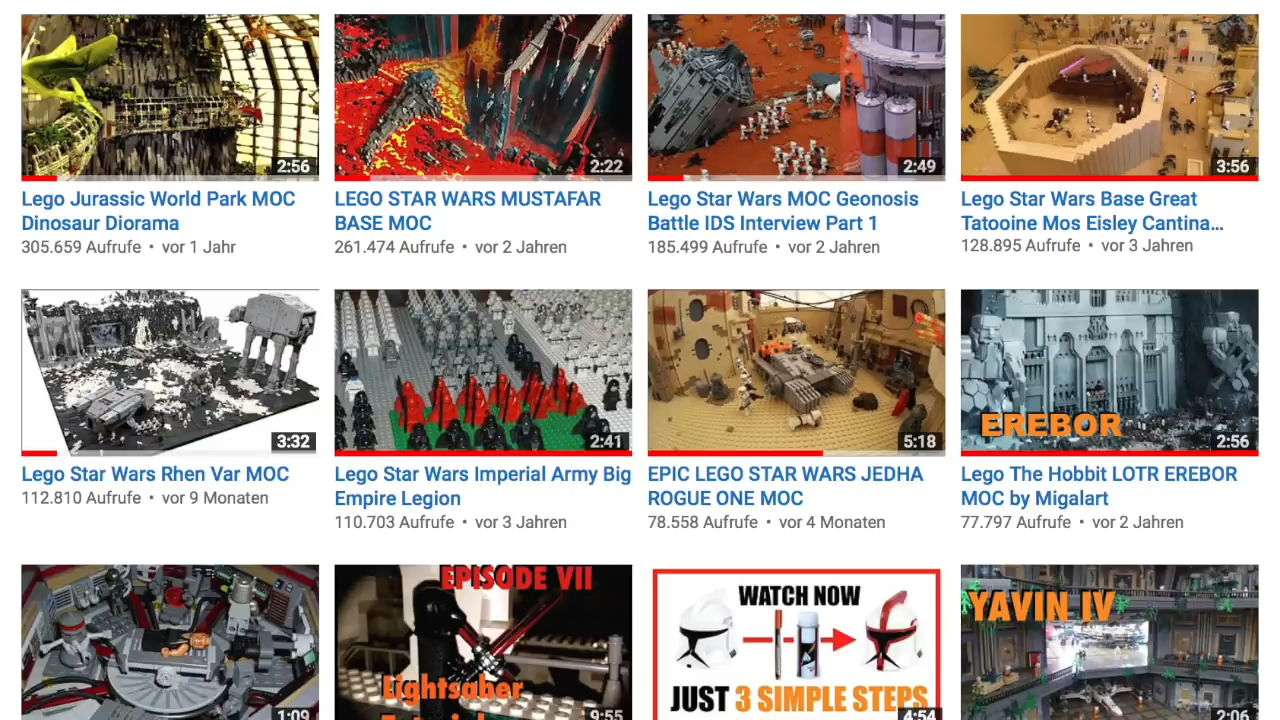 2:56
2:22
2:49
3:56
Lego Jurassic World Park MOC
Dinosaur Diorama
305.659 Aufrufe • vor 1 Jahr
LEGO STAR WARS MUSTAFAR
BASE MOC
261.474 Aufrufe • vor 2 Jahren
Lego Star Wars MOC Geonosis
Battle IDS Interview Part 1
185.499 Aufrufe • vor 2 Jahren
Lego Star Wars Base Great
Tatooine Mos Eisley Cantina...
128.895 Aufrufe • vor 3 Jahren
3:32
2:41
5:18
EREBOR
2:56
Lego Star Wars Rhen Var MOC
112.810 Aufrufe • vor 9 Monaten
Lego Star Wars Imperial Army Big
Empire Legion
110.703 Aufrufe • vor 3 Jahren
EPIC LEGO STAR WARS JEDHA
ROGUE ONE MOC
78.558 Aufrufe • vor 4 Monaten
Lego The Hobbit LOTR EREBOR
MOC by Migalart
77.797 Aufrufe • vor 2 Jahren
1:09
EPISODE VII
Lightsaber
9:55
WATCH NOW
JUST 3 SIMPLE STEPS
4:54
YAVIN IV
2:06